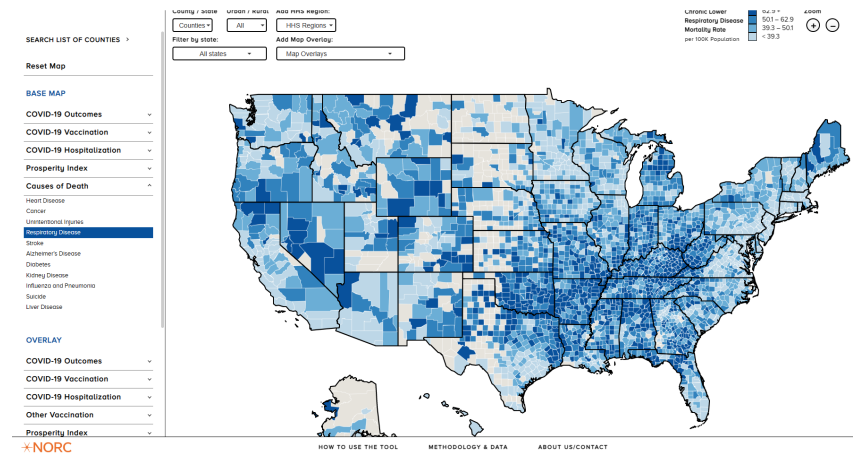 County / State Urban / Rural Add HHS Region:
Counties All HHS Regions
Filter by state: Add Map Overlay:
All states Map Overlays
Chronic Lower
Respiratory Disease
Mortality Rate
per 100K Population
62.9 +
50.1 – 62.9
39.3 – 50.1
< 39.3
Zoom
+ −
SEARCH LIST OF COUNTIES >
Reset Map
BASE MAP
COVID-19 Outcomes
COVID-19 Vaccination
COVID-19 Hospitalization
Prosperity Index
Causes of Death
Heart Disease
Cancer
Unintentional Injuries
Respiratory Disease
Stroke
Alzheimer's Disease
Diabetes
Kidney Disease
Influenza and Pneumonia
Suicide
Liver Disease
OVERLAY
COVID-19 Outcomes
COVID-19 Vaccination
COVID-19 Hospitalization
Other Vaccination
Prosperity Index
NORC
HOW TO USE THE TOOL METHODOLOGY & DATA ABOUT US/CONTACT